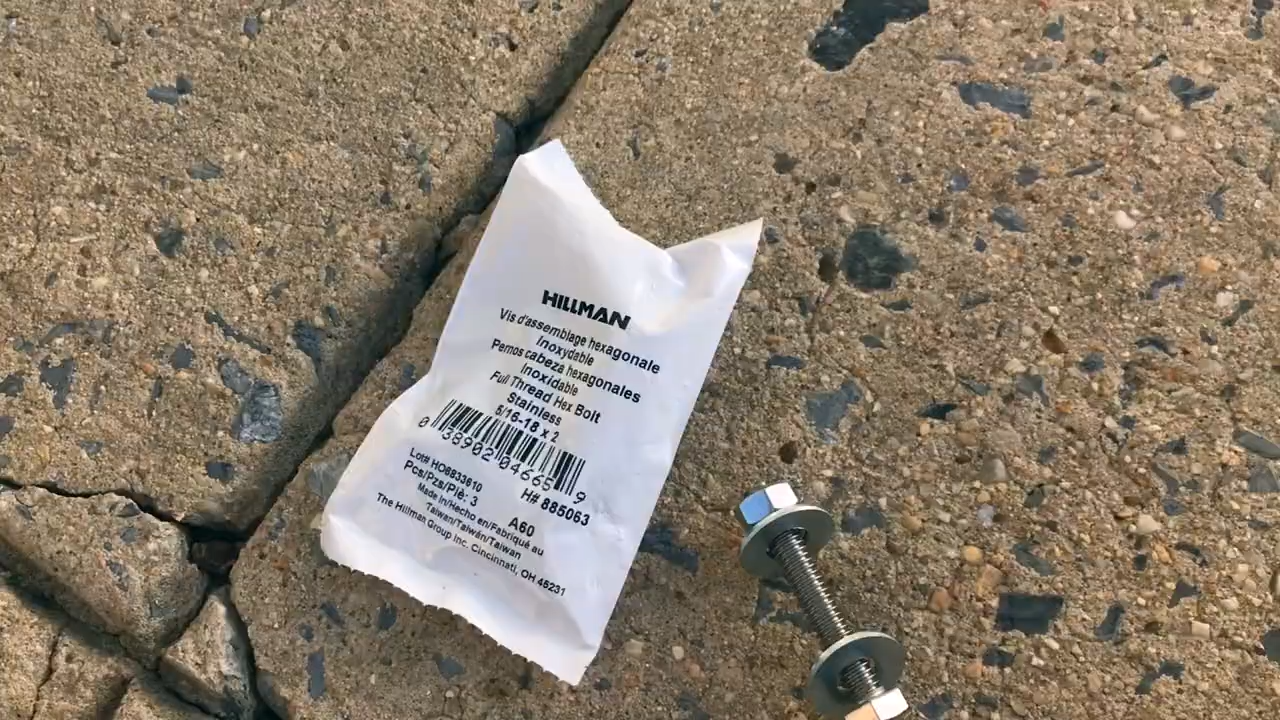 HILLMAN
Vis d'assemblage hexagonale
Inoxydable
Pernos cabeza hexagonales
Inoxidable
Full Thread Hex Bolt
Stainless
5/16-18 x 2
0 38902 04665 9
Lot# HO6833610
H# 885063
Pcs/Pzs/Piè: 3
A60
Made in/Hecho en/Fabriqué au
Taiwan/Taiwán/Taiwan
The Hillman Group Inc. Cincinnati, OH 45231